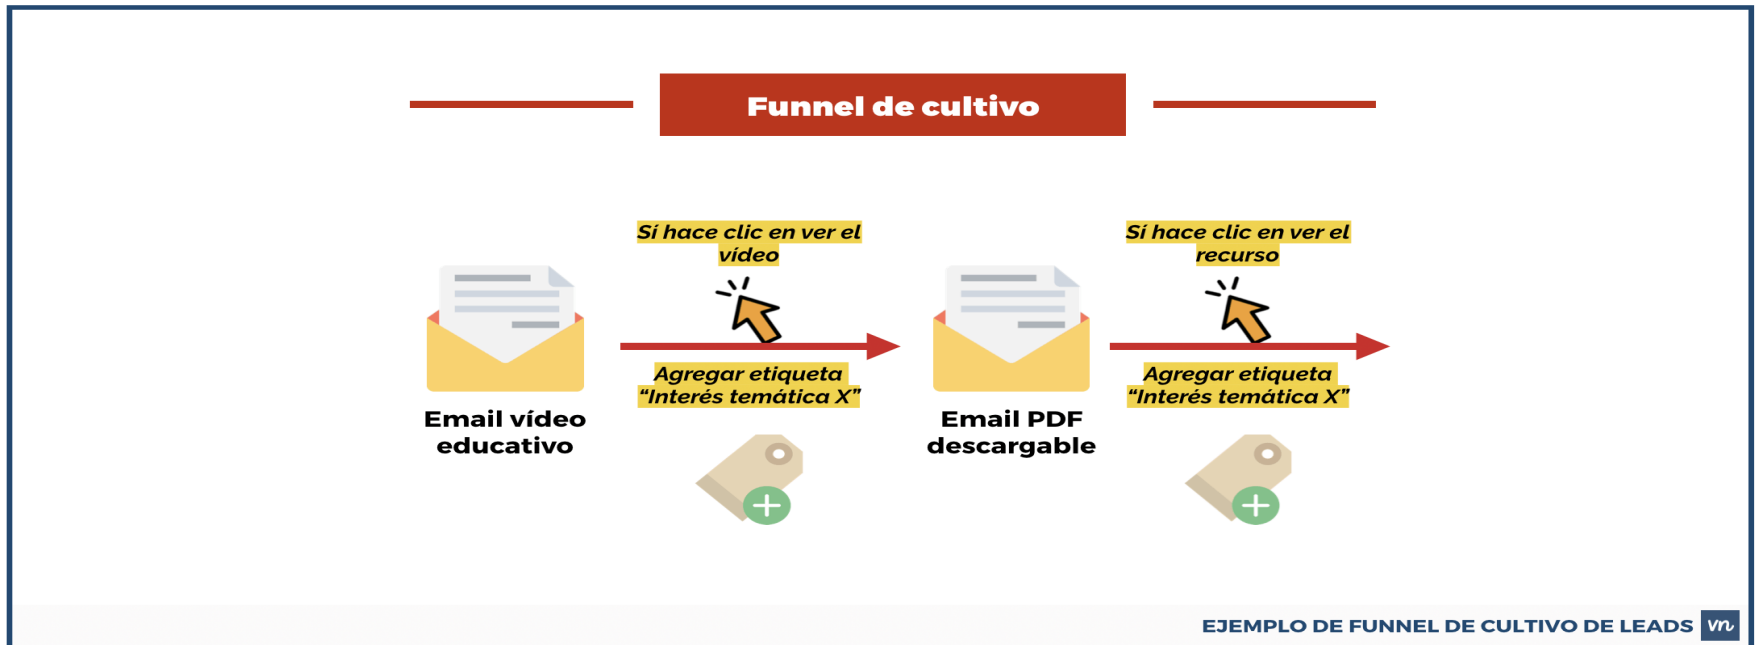 Funnel de cultivo
Sí hace clic en ver el
vídeo
Sí hace clic en ver el
recurso
Agregar etiqueta
“Interés temática X”
Agregar etiqueta
“Interés temática X”
Email vídeo
educativo
Email PDF
descargable
EJEMPLO DE FUNNEL DE CULTIVO DE LEADS
vn